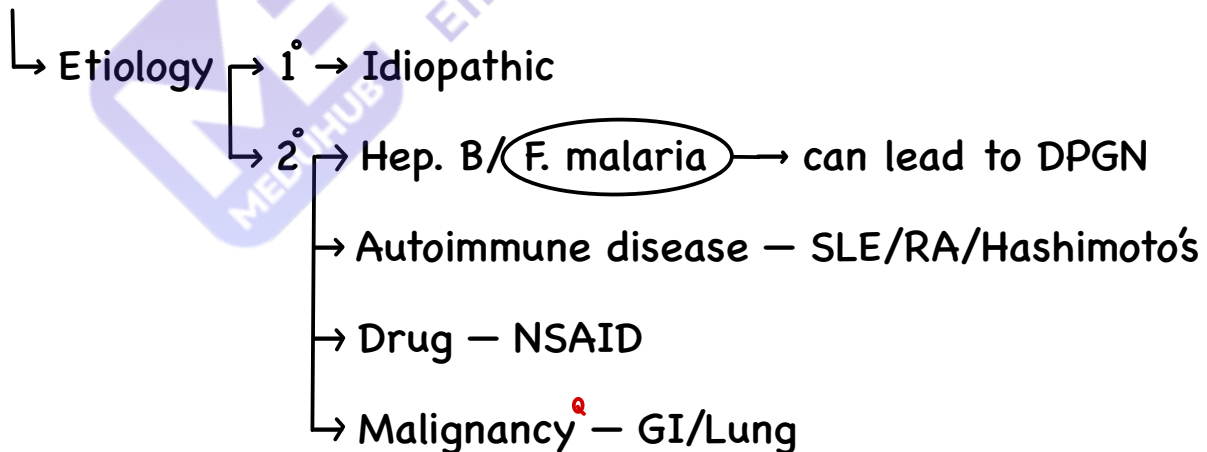 Etiology → 1° → Idiopathic
→ 2° → Hep. B/F. malaria → can lead to DPGN
→ Autoimmune disease — SLE/RA/Hashimoto's
→ Drug — NSAID
→ Malignancy Q — GI/Lung
MEDJHUB